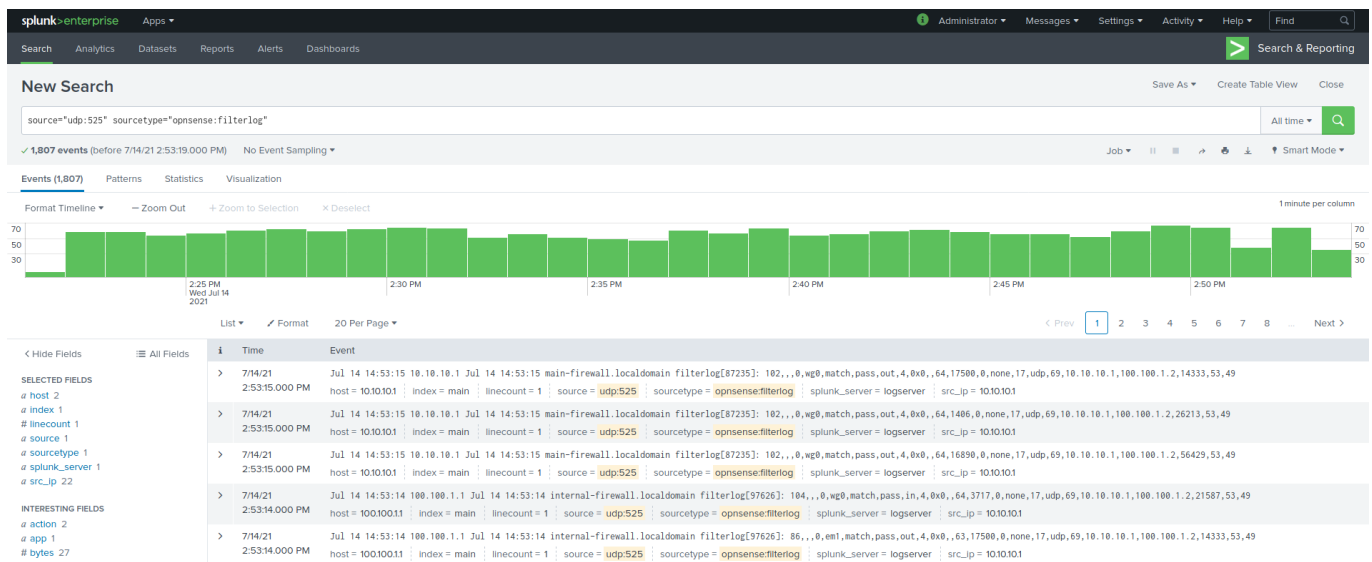 splunk>enterprise Apps ▾ i Administrator ▾ Messages ▾ Settings ▾ Activity ▾ Help ▾ Find
Search Analytics Datasets Reports Alerts Dashboards > Search & Reporting
New Search Save As ▾ Create Table View Close
source="udp:525" sourcetype="opnsense:filterlog" All time ▾
✓ 1,807 events (before 7/14/21 2:53:19.000 PM) No Event Sampling ▾ Job ▾ Smart Mode ▾
Events (1,807) Patterns Statistics Visualization
Format Timeline ▾ — Zoom Out + Zoom to Selection × Deselect 1 minute per column
70 70
50 50
30 30
2:25 PM 2:30 PM 2:35 PM 2:40 PM 2:45 PM 2:50 PM
Wed Jul 14
2021
List ▾ Format 20 Per Page ▾ < Prev 1 2 3 4 5 6 7 8 ... Next >
< Hide Fields All Fields i Time Event
SELECTED FIELDS
a host 2
a index 1
# linecount 1
a source 1
a sourcetype 1
a splunk_server 1
a src_ip 22
INTERESTING FIELDS
a action 2
a app 1
# bytes 27
> 7/14/21 Jul 14 14:53:15 10.10.10.1 Jul 14 14:53:15 main-firewall.localdomain filterlog[87235]: 102,,,0,wg0,match,pass,out,4,0x0,,64,17500,0,none,17,udp,69,10.10.10.1,100.100.1.2,14333,53,49
2:53:15.000 PM host = 10.10.10.1 index = main linecount = 1 source = udp:525 sourcetype = opnsense:filterlog splunk_server = logserver src_ip = 10.10.10.1
> 7/14/21 Jul 14 14:53:15 10.10.10.1 Jul 14 14:53:15 main-firewall.localdomain filterlog[87235]: 102,,,0,wg0,match,pass,out,4,0x0,,64,1406,0,none,17,udp,69,10.10.10.1,100.100.1.2,26213,53,49
2:53:15.000 PM host = 10.10.10.1 index = main linecount = 1 source = udp:525 sourcetype = opnsense:filterlog splunk_server = logserver src_ip = 10.10.10.1
> 7/14/21 Jul 14 14:53:15 10.10.10.1 Jul 14 14:53:15 main-firewall.localdomain filterlog[87235]: 102,,,0,wg0,match,pass,out,4,0x0,,64,16890,0,none,17,udp,69,10.10.10.1,100.100.1.2,56429,53,49
2:53:15.000 PM host = 10.10.10.1 index = main linecount = 1 source = udp:525 sourcetype = opnsense:filterlog splunk_server = logserver src_ip = 10.10.10.1
> 7/14/21 Jul 14 14:53:14 100.100.1.1 Jul 14 14:53:14 internal-firewall.localdomain filterlog[97626]: 104,,,0,wg0,match,pass,in,4,0x0,,64,3717,0,none,17,udp,69,10.10.10.1,100.100.1.2,21587,53,49
2:53:14.000 PM host = 100.100.1.1 index = main linecount = 1 source = udp:525 sourcetype = opnsense:filterlog splunk_server = logserver src_ip = 10.10.10.1
> 7/14/21 Jul 14 14:53:14 100.100.1.1 Jul 14 14:53:14 internal-firewall.localdomain filterlog[97626]: 86,,,0,em1,match,pass,out,4,0x0,,63,17500,0,none,17,udp,69,10.10.10.1,100.100.1.2,14333,53,49
2:53:14.000 PM host = 100.100.1.1 index = main linecount = 1 source = udp:525 sourcetype = opnsense:filterlog splunk_server = logserver src_ip = 10.10.10.1